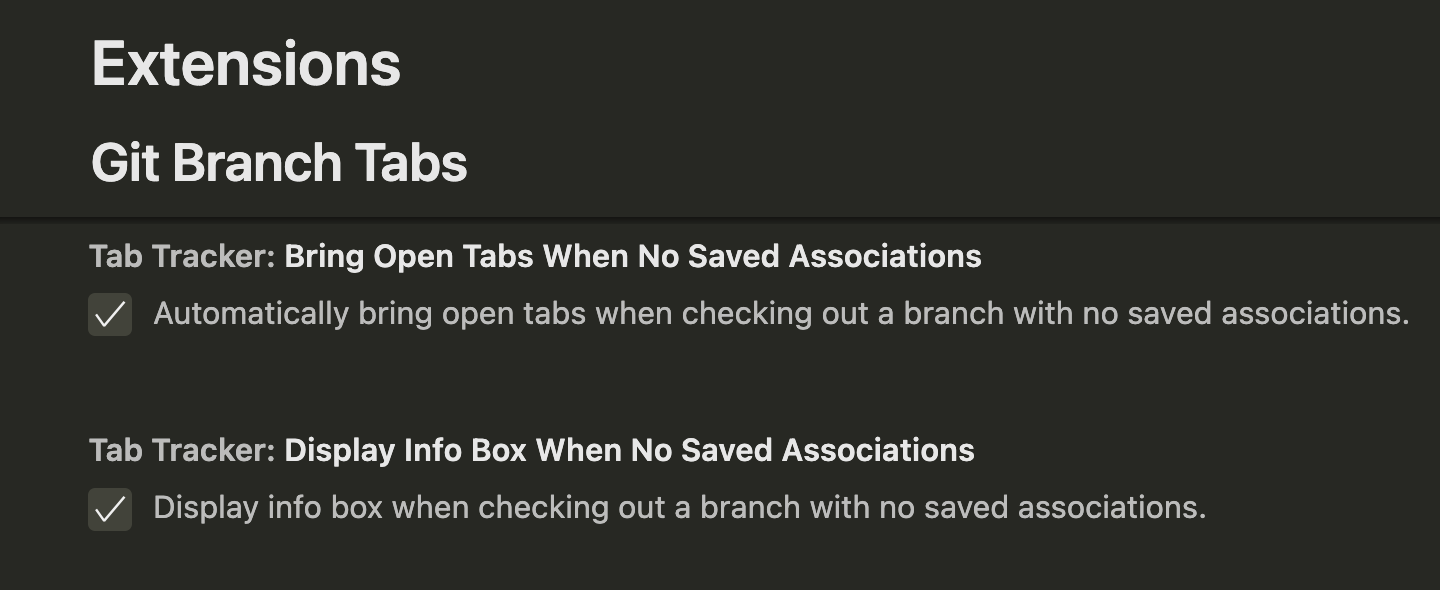 Extensions
Git Branch Tabs
Tab Tracker: Bring Open Tabs When No Saved Associations
Automatically bring open tabs when checking out a branch with no saved associations.
Tab Tracker: Display Info Box When No Saved Associations
Display info box when checking out a branch with no saved associations.